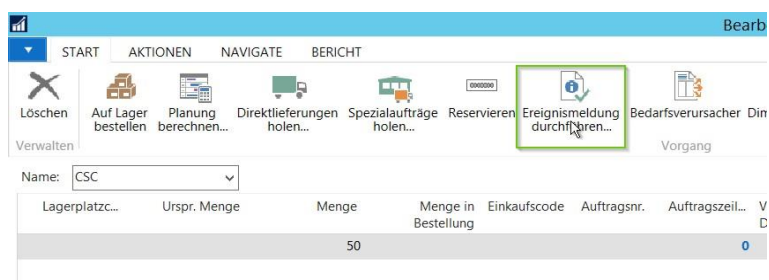 Bearb
START AKTIONEN NAVIGATE BERICHT
Löschen Auf Lager bestellen Planung berechnen... Direktlieferungen holen... Spezialaufträge holen... Reservieren Ereignismeldung durchführen... Bedarfsverursacher Dim
Verwalten Vorgang
Name: CSC
Lagerplatzc... Urspr. Menge Menge Menge in Bestellung Einkaufscode Auftragsnr. Auftragszeil... V D
50 0